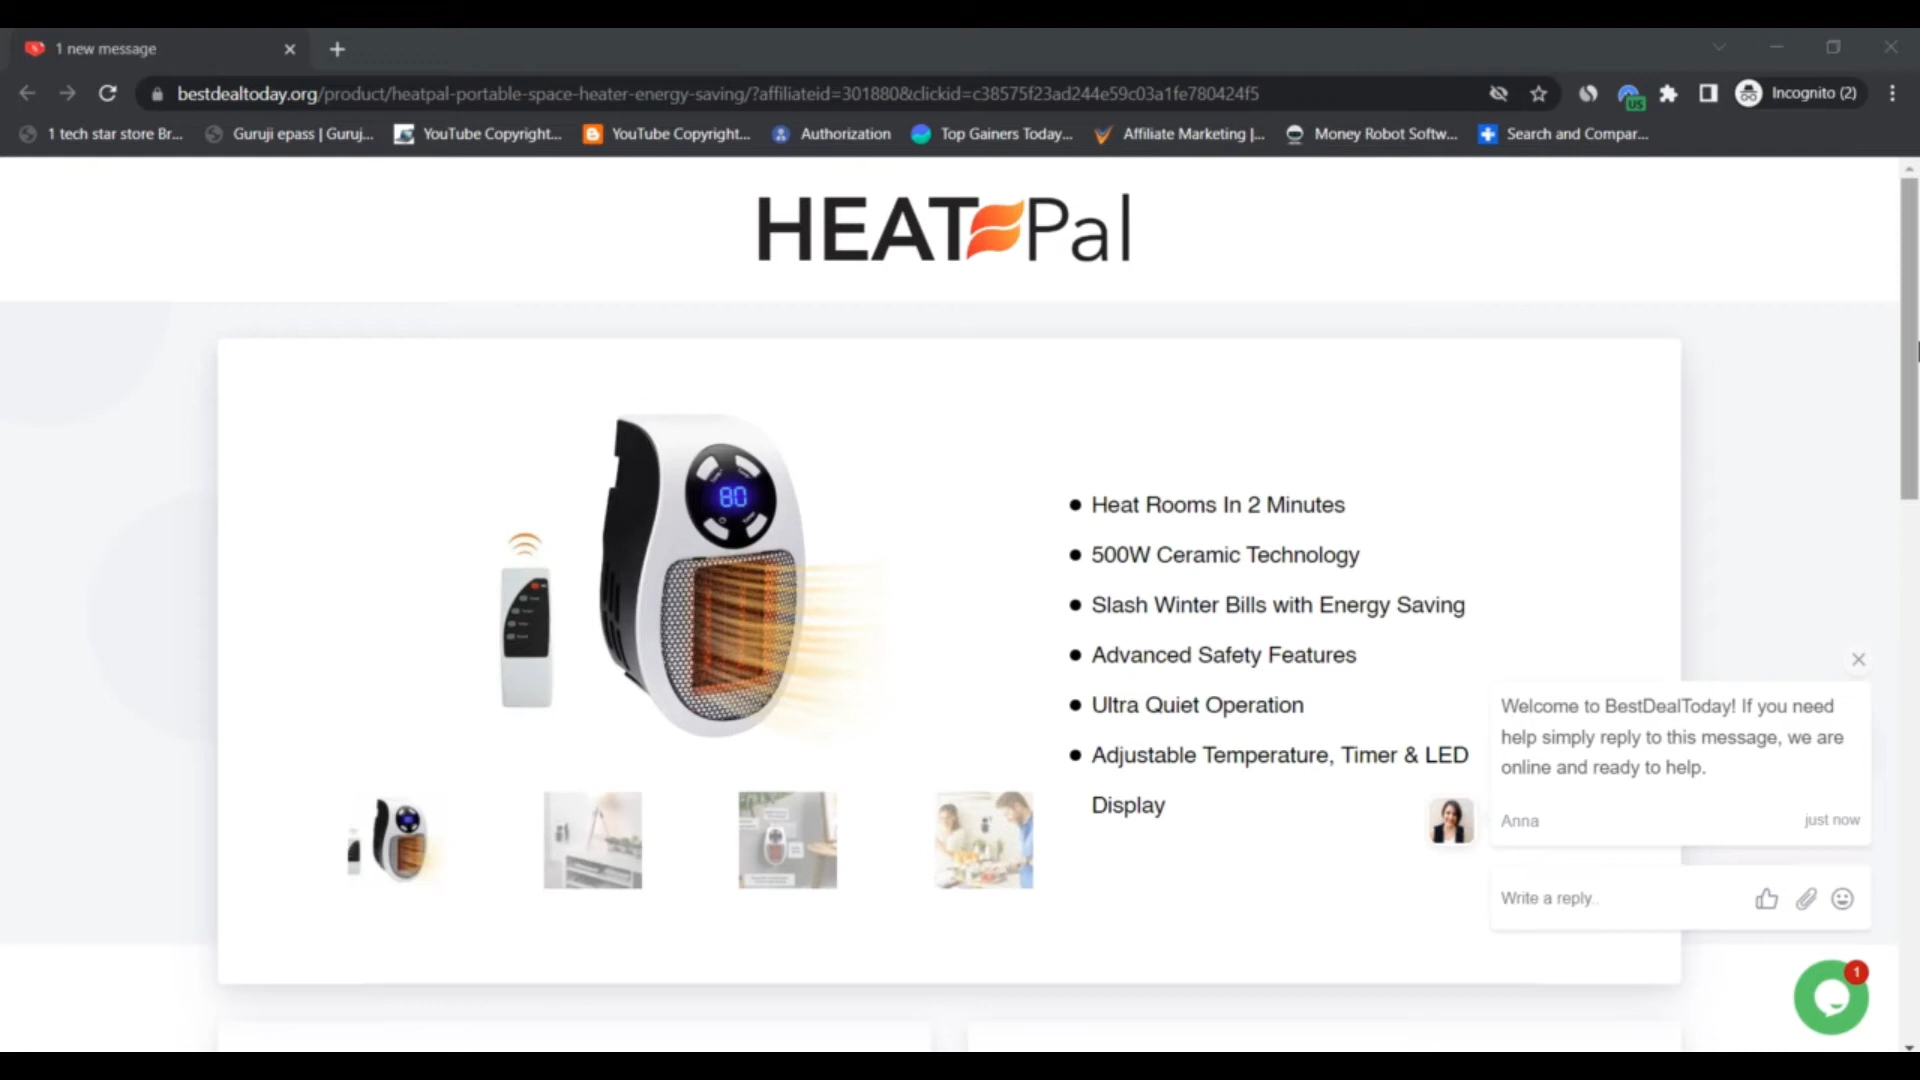 1 new message
bestdealtoday.org/product/heatpal-portable-space-heater-energy-saving/?affiliateid=301880&clickid=c38575f23ad244e59c03a1fe780424f5
US
Incognito (2)
1 tech star store Br...
Guruji epass | Guruj...
YouTube Copyright...
YouTube Copyright...
Authorization
Top Gainers Today...
Affiliate Marketing |...
Money Robot Softw...
Search and Compar...
HEAT Pal
80
Heat Rooms In 2 Minutes
500W Ceramic Technology
Slash Winter Bills with Energy Saving
Advanced Safety Features
Ultra Quiet Operation
Adjustable Temperature, Timer & LED
Display
Welcome to BestDealToday! If you need
help simply reply to this message, we are
online and ready to help.
Anna
just now
Write a reply..
1